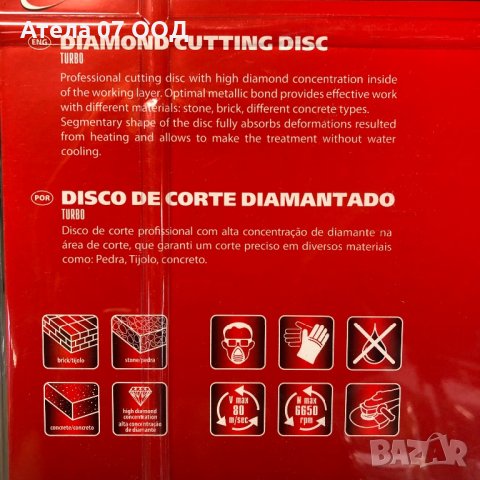 Атела 07 ООД
ENG
DIAMOND CUTTING DISC
TURBO
Professional cutting disc with high diamond concentration inside
of the working layer. Optimal metallic bond provides effective work
with different materials: stone, brick, different concrete types.
Segmentary shape of the disc fully absorbs deformations resulted
from heating and allows to make the treatment without water
cooling.
POR
DISCO DE CORTE DIAMANTADO
TURBO
Disco de corte profissional com alta concentração de diamante na
área de corte, que garanti um corte preciso em diversos materiais
como: Pedra, Tijolo, concreto.
brick/tijolo
stone/pedra
concrete/concreto
high diamond
concentration
alta concentração
de diamante
V max
80
m/sec
N max
6650
rpm
BAZAR